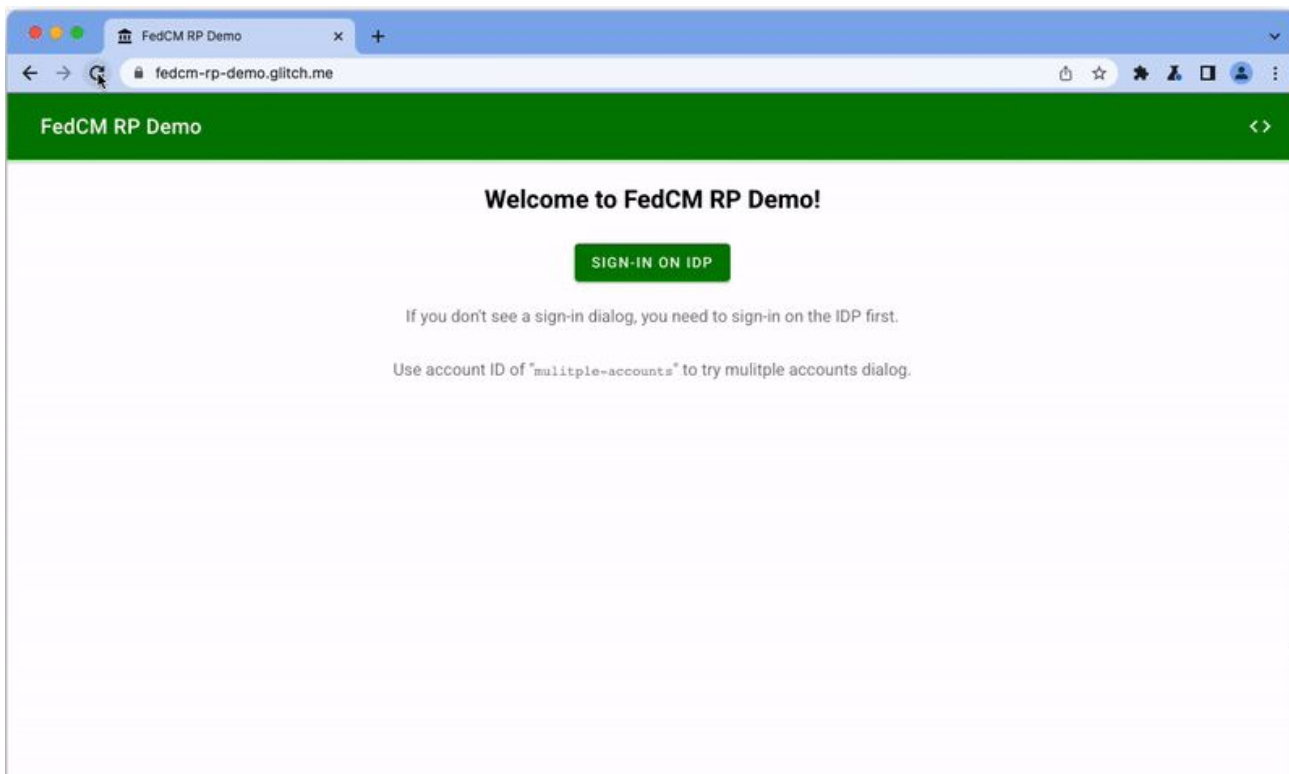 FedCM RP Demo
fedcm-rp-demo.glitch.me
FedCM RP Demo
Welcome to FedCM RP Demo!
SIGN-IN ON IDP
If you don't see a sign-in dialog, you need to sign-in on the IDP first.
Use account ID of "mulitple-accounts" to try mulitple accounts dialog.